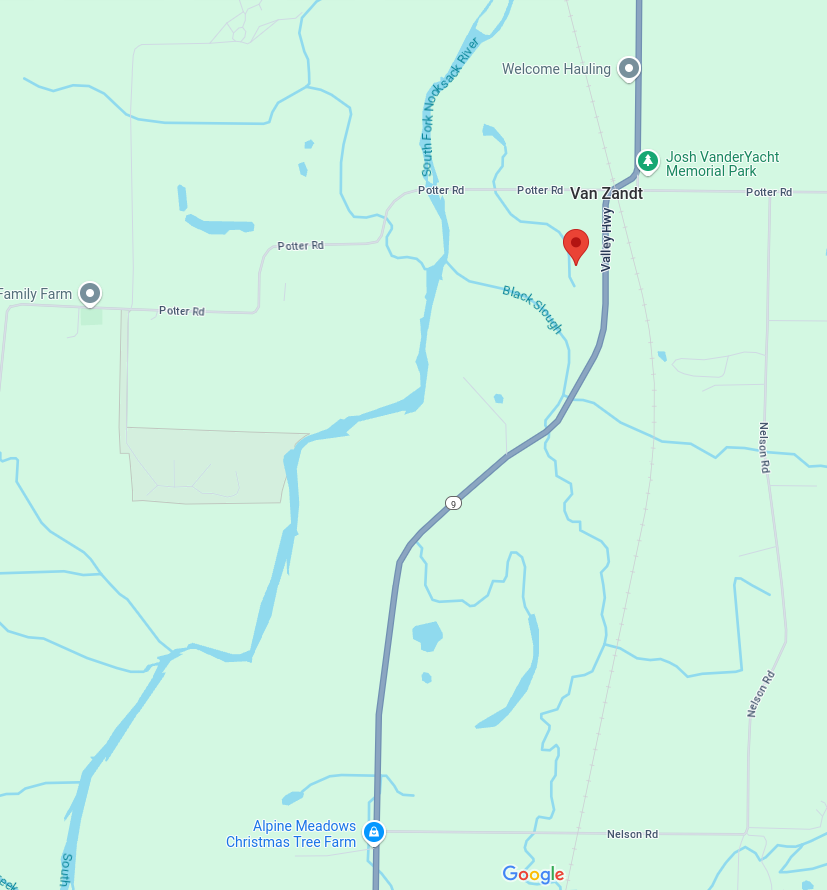 South Fork Nooksack River
Welcome Hauling
Josh VanderYacht
Memorial Park
Potter Rd
Potter Rd
Van Zandt
Potter Rd
Valley Hwy
Potter Rd
Family Farm
Black Slough
Potter Rd
Nelson Rd
9
Nelson Rd
Alpine Meadows
Christmas Tree Farm
Nelson Rd
South
Google